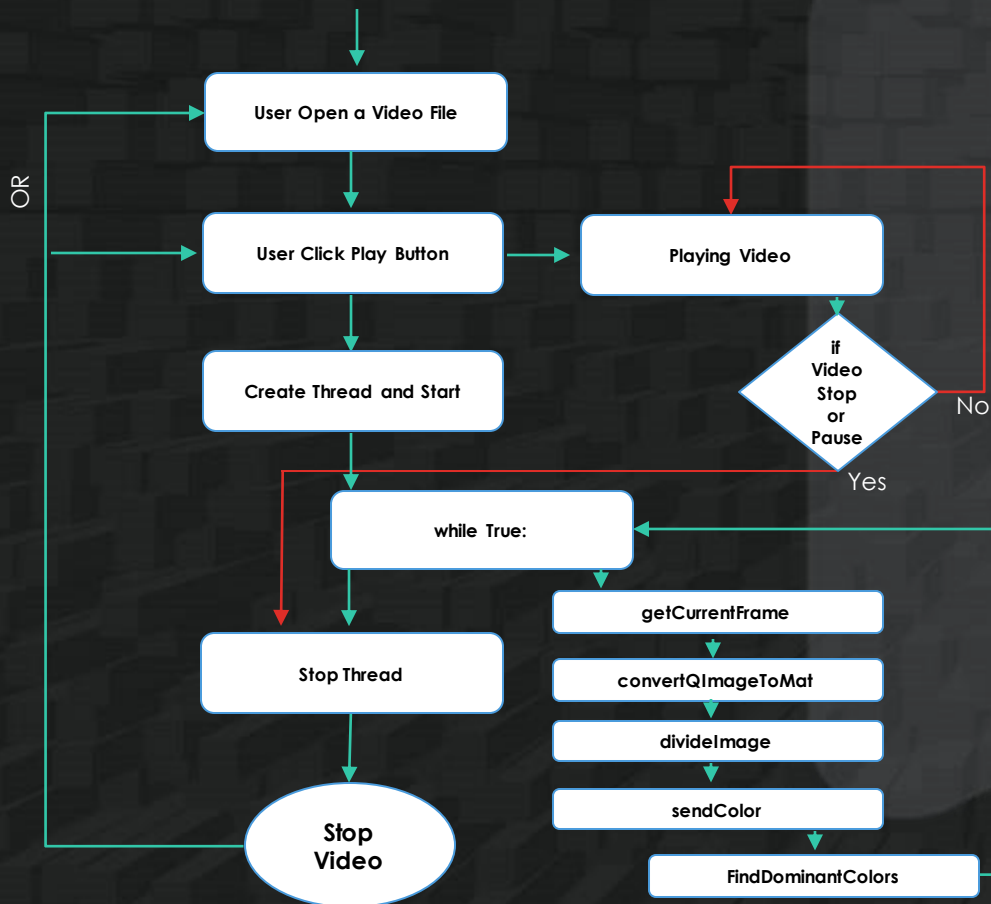 User Open a Video File
OR
User Click Play Button
Playing Video
if
Video
Stop
or
Pause
No
Create Thread and Start
Yes
while True:
getCurrentFrame
Stop Thread
convertQImageToMat
divideImage
sendColor
Stop
Video
FindDominantColors